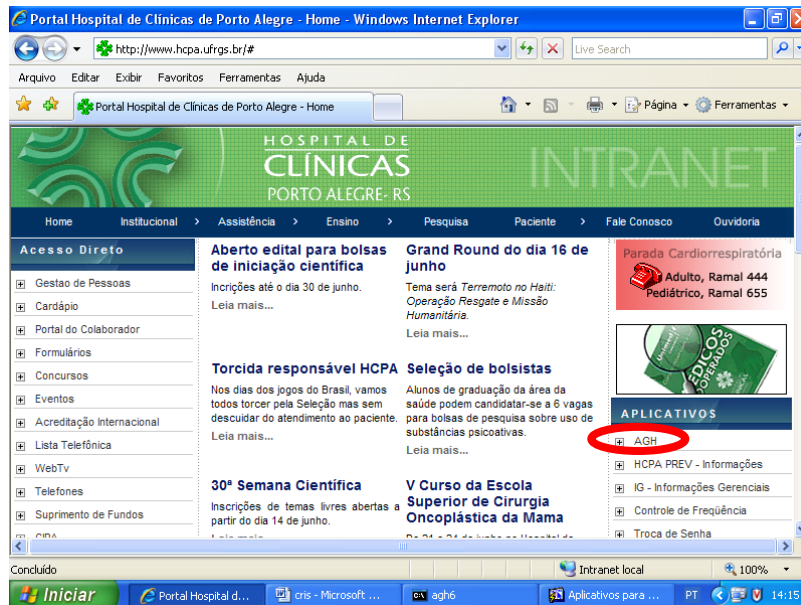 Portal Hospital de Clínicas de Porto Alegre - Home - Windows Internet Explorer
http://www.hcpa.ufrgs.br/#
Live Search
Arquivo Editar Exibir Favoritos Ferramentas Ajuda
Portal Hospital de Clínicas de Porto Alegre - Home
Página Ferramentas
HOSPITAL DE
CLÍNICAS
PORTO ALEGRE- RS
INTRANET
Home Institucional > Assistência > Ensino > Pesquisa Paciente > Fale Conosco Ouvidoria
Acesso Direto
Gestao de Pessoas
Cardápio
Portal do Colaborador
Formulários
Concursos
Eventos
Acreditação Internacional
Lista Telefônica
WebTv
Telefones
Suprimento de Fundos
CIPA
Aberto edital para bolsas
de iniciação científica
Incrições até o dia 30 de junho.
Leia mais...
Grand Round do dia 16 de
junho
Tema será Terremoto no Haiti:
Operação Resgate e Missão
Humanitária.
Leia mais...
Torcida responsável HCPA
Nos dias dos jogos do Brasil, vamos
todos torcer pela Seleção mas sem
descuidar do atendimento ao paciente.
Leia mais...
Seleção de bolsistas
Alunos de graduação da área da
saúde podem candidatar-se a 6 vagas
para bolsas de pesquisa sobre uso de
substâncias psicoativas.
Leia mais...
30ª Semana Científica
Inscrições de temas livres abertas a
partir do dia 14 de junho.
V Curso da Escola
Superior de Cirurgia
Oncoplástica da Mama
Parada Cardiorrespiratória
Adulto, Ramal 444
Pediátrico, Ramal 655
APLICATIVOS
AGH
HCPA PREV - Informações
IG - Informações Gerenciais
Controle de Freqüência
Troca de Senha
Concluído
Intranet local
100%
Iniciar
Portal Hospital d...
cris - Microsoft ...
agh6
Aplicativos para ...
PT
14:15